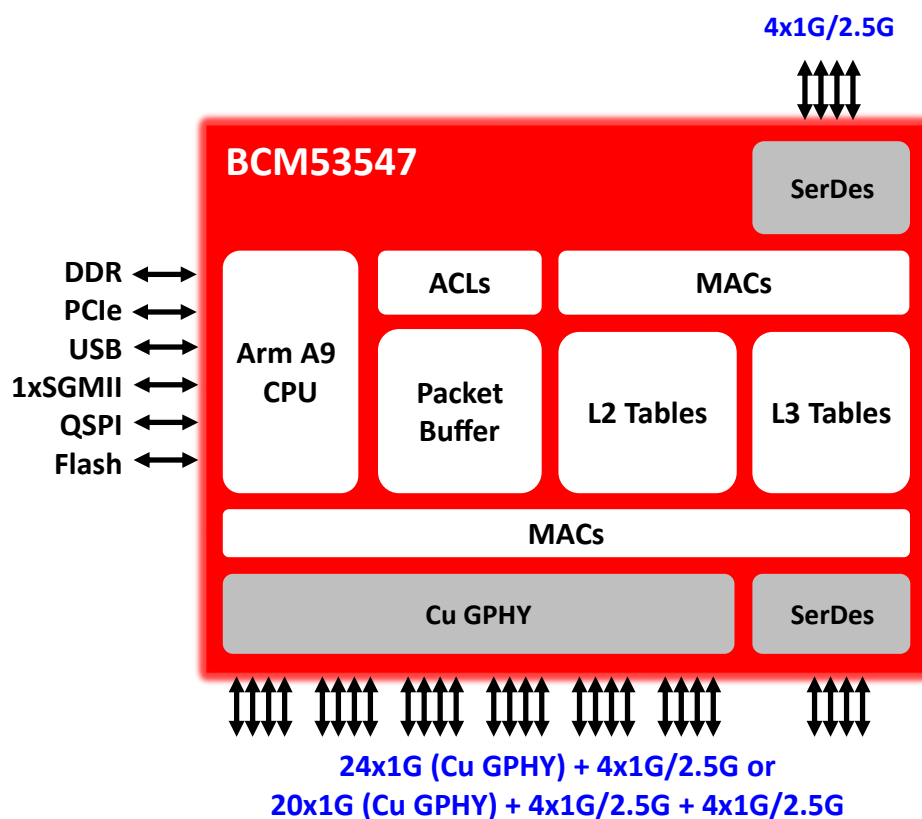 4x1G/2.5G
BCM53547
SerDes
DDR
PCIe
USB
1xSGMII
QSPI
Flash
Arm A9
CPU
ACLs
MACs
Packet
Buffer
L2 Tables
L3 Tables
MACs
Cu GPHY
SerDes
24x1G (Cu GPHY) + 4x1G/2.5G or
20x1G (Cu GPHY) + 4x1G/2.5G + 4x1G/2.5G